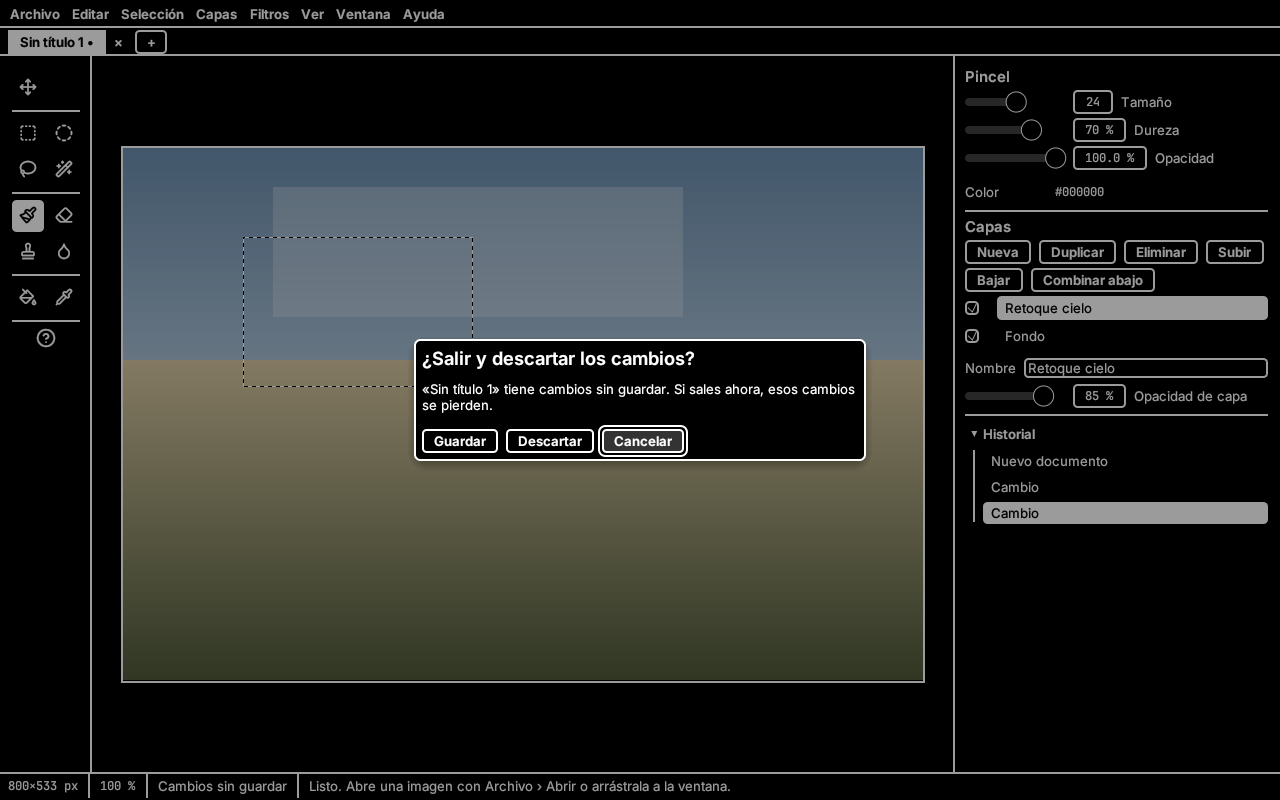 Archivo Editar Selección Capas Filtros Ver Ventana Ayuda
Sin título 1 • × +
Pincel
24 Tamaño
70 % Dureza
100.0 % Opacidad
Color #000000
Capas
Nueva Duplicar Eliminar Subir
Bajar Combinar abajo
Retoque cielo
Fondo
Nombre Retoque cielo
85 % Opacidad de capa
▾ Historial
Nuevo documento
Cambio
Cambio
¿Salir y descartar los cambios?
«Sin título 1» tiene cambios sin guardar. Si sales ahora, esos cambios
se pierden.
Guardar Descartar Cancelar
800×533 px 100 % Cambios sin guardar Listo. Abre una imagen con Archivo › Abrir o arrástrala a la ventana.